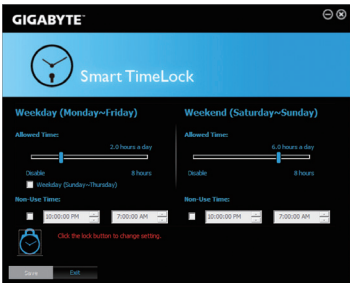 GIGABYTE™
Smart TimeLock
Weekday (Monday~Friday)
Allowed Time:
2.0 hours a day
Disable 8 hours
Weekday (Sunday~Thursday)
Non-Use Time:
10:00:00 PM 7:00:00 AM
Weekend (Saturday~Sunday)
Allowed Time:
6.0 hours a day
Disable 8 hours
Non-Use Time:
10:00:00 PM 7:00:00 AM
Click the lock button to change setting.
Save Exit